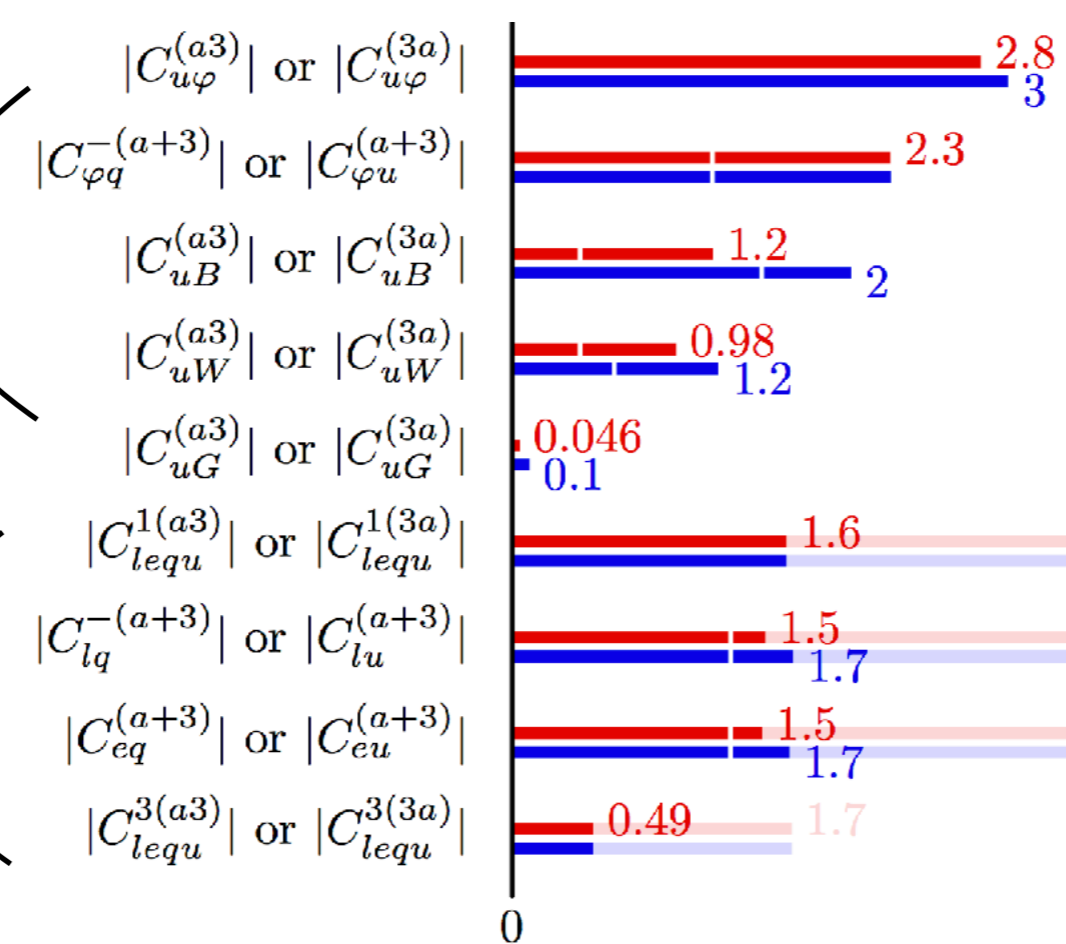 |C_{uφ}^{(a3)}| or |C_{uφ}^{(3a)}| 2.8
3
|C_{φq}^{-(a+3)}| or |C_{φu}^{(a+3)}| 2.3
|C_{uB}^{(a3)}| or |C_{uB}^{(3a)}| 1.2
2
|C_{uW}^{(a3)}| or |C_{uW}^{(3a)}| 0.98
1.2
|C_{uG}^{(a3)}| or |C_{uG}^{(3a)}| 0.046
0.1
|C_{lequ}^{1(a3)}| or |C_{lequ}^{1(3a)}| 1.6
|C_{lq}^{-(a+3)}| or |C_{lu}^{(a+3)}| 1.5
1.7
|C_{eq}^{(a+3)}| or |C_{eu}^{(a+3)}| 1.5
1.7
|C_{lequ}^{3(a3)}| or |C_{lequ}^{3(3a)}| 0.49 1.7
0